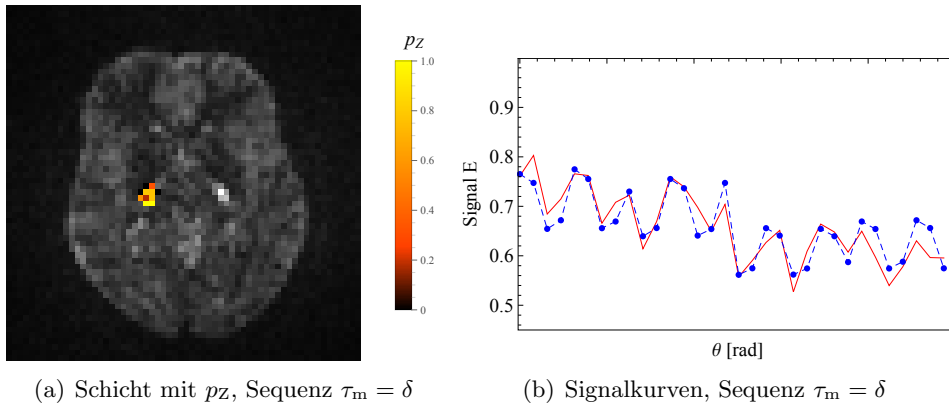 p_Z
1.0
0.8
0.6
0.4
0.2
0
Signal E
0.9
0.8
0.7
0.6
0.5
θ [rad]
(a) Schicht mit p_Z, Sequenz τ_m = δ
(b) Signalkurven, Sequenz τ_m = δ